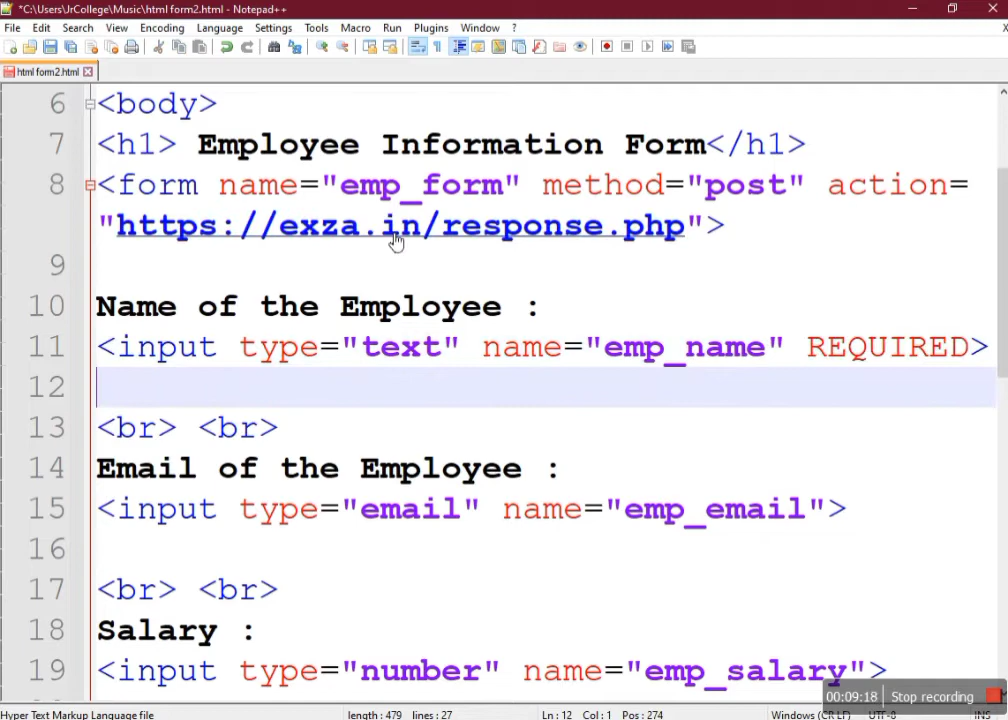 *C:\Users\JrCollege\Music\html form2.html - Notepad++
File Edit Search View Encoding Language Settings Tools Macro Run Plugins Window ? X
html form2.html
6 <body>
7 <h1> Employee Information Form</h1>
8 <form name="emp_form" method="post" action=
"https://exza.in/response.php">
9
10 Name of the Employee :
11 <input type="text" name="emp_name" REQUIRED>
12
13 <br> <br>
14 Email of the Employee :
15 <input type="email" name="emp_email">
16
17 <br> <br>
18 Salary :
19 <input type="number" name="emp_salary">
00:09:18 Stop recording
Hyper Text Markup Language file length : 479 lines : 27 Ln : 12 Col : 1 Pos : 274 Windows (CR LF) UTF-8 INS